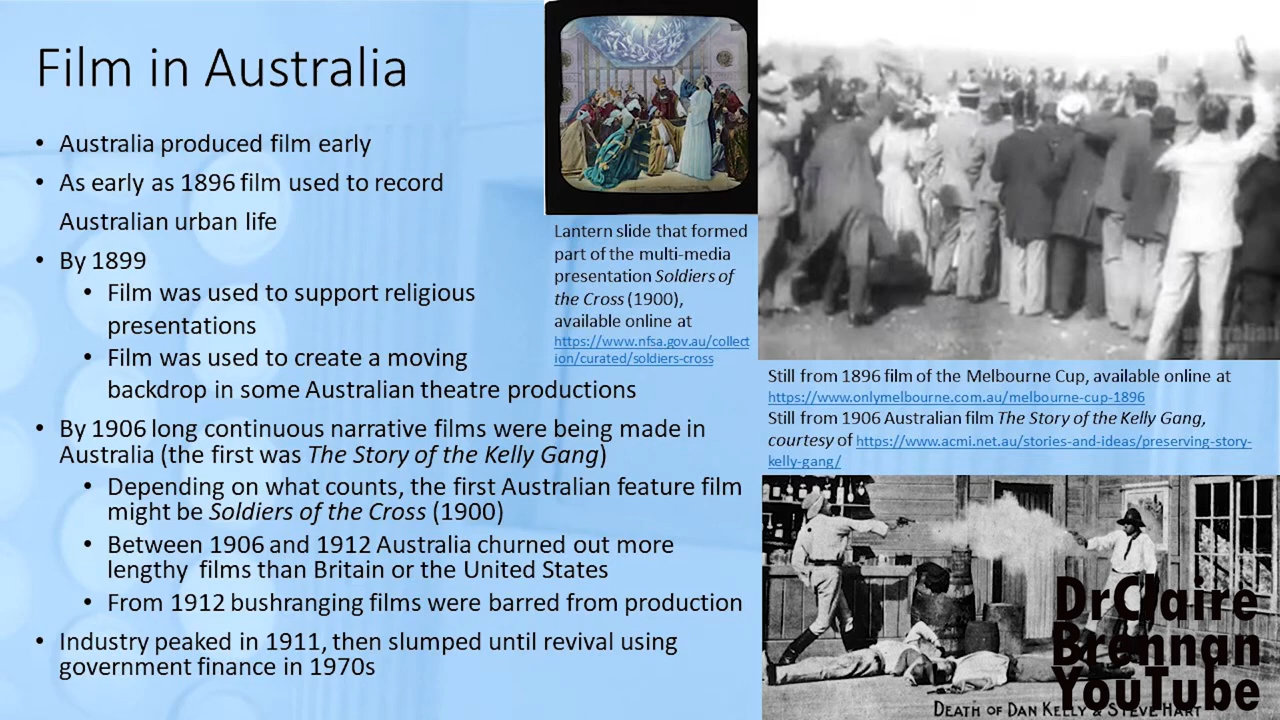 Film in Australia
• Australia produced film early
• As early as 1896 film used to record
Australian urban life
• By 1899
• Film was used to support religious
presentations
• Film was used to create a moving
backdrop in some Australian theatre productions
• By 1906 long continuous narrative films were being made in
Australia (the first was The Story of the Kelly Gang)
• Depending on what counts, the first Australian feature film
might be Soldiers of the Cross (1900)
• Between 1906 and 1912 Australia churned out more
lengthy films than Britain or the United States
• From 1912 bushranging films were barred from production
• Industry peaked in 1911, then slumped until revival using
government finance in 1970s
Lantern slide that formed
part of the multi-media
presentation Soldiers of
the Cross (1900),
available online at
https://www.nfsa.gov.au/collect
ion/curated/soldiers-cross
Still from 1896 film of the Melbourne Cup, available online at
https://www.onlymelbourne.com.au/melbourne-cup-1896
Still from 1906 Australian film The Story of the Kelly Gang,
courtesy of https://www.acmi.net.au/stories-and-ideas/preserving-story-
kelly-gang/
DEATH OF DAN KELLY & STEVE HART
DrClaire
Brennan
YouTube